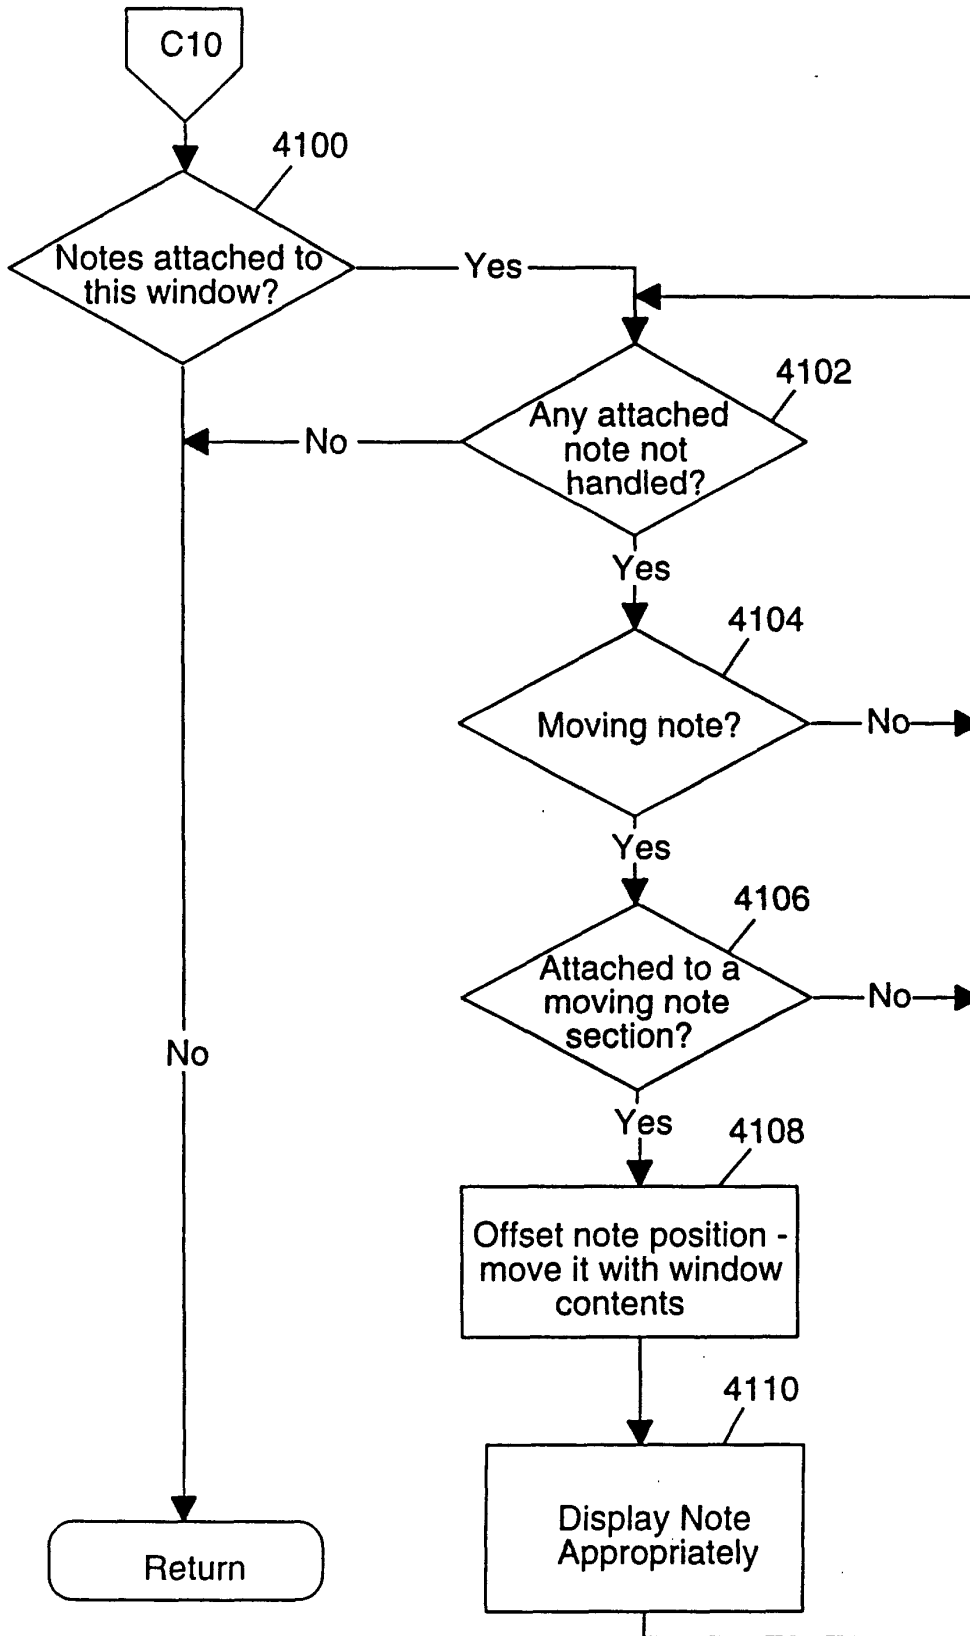 C10
4100
Notes attached to
this window?
Yes
4102
Any attached
note not
handled?
No
Yes
4104
Moving note?
No
Yes
4106
Attached to a
moving note
section?
No
No
Yes
4108
Offset note position -
move it with window
contents
4110
Display Note
Appropriately
Return